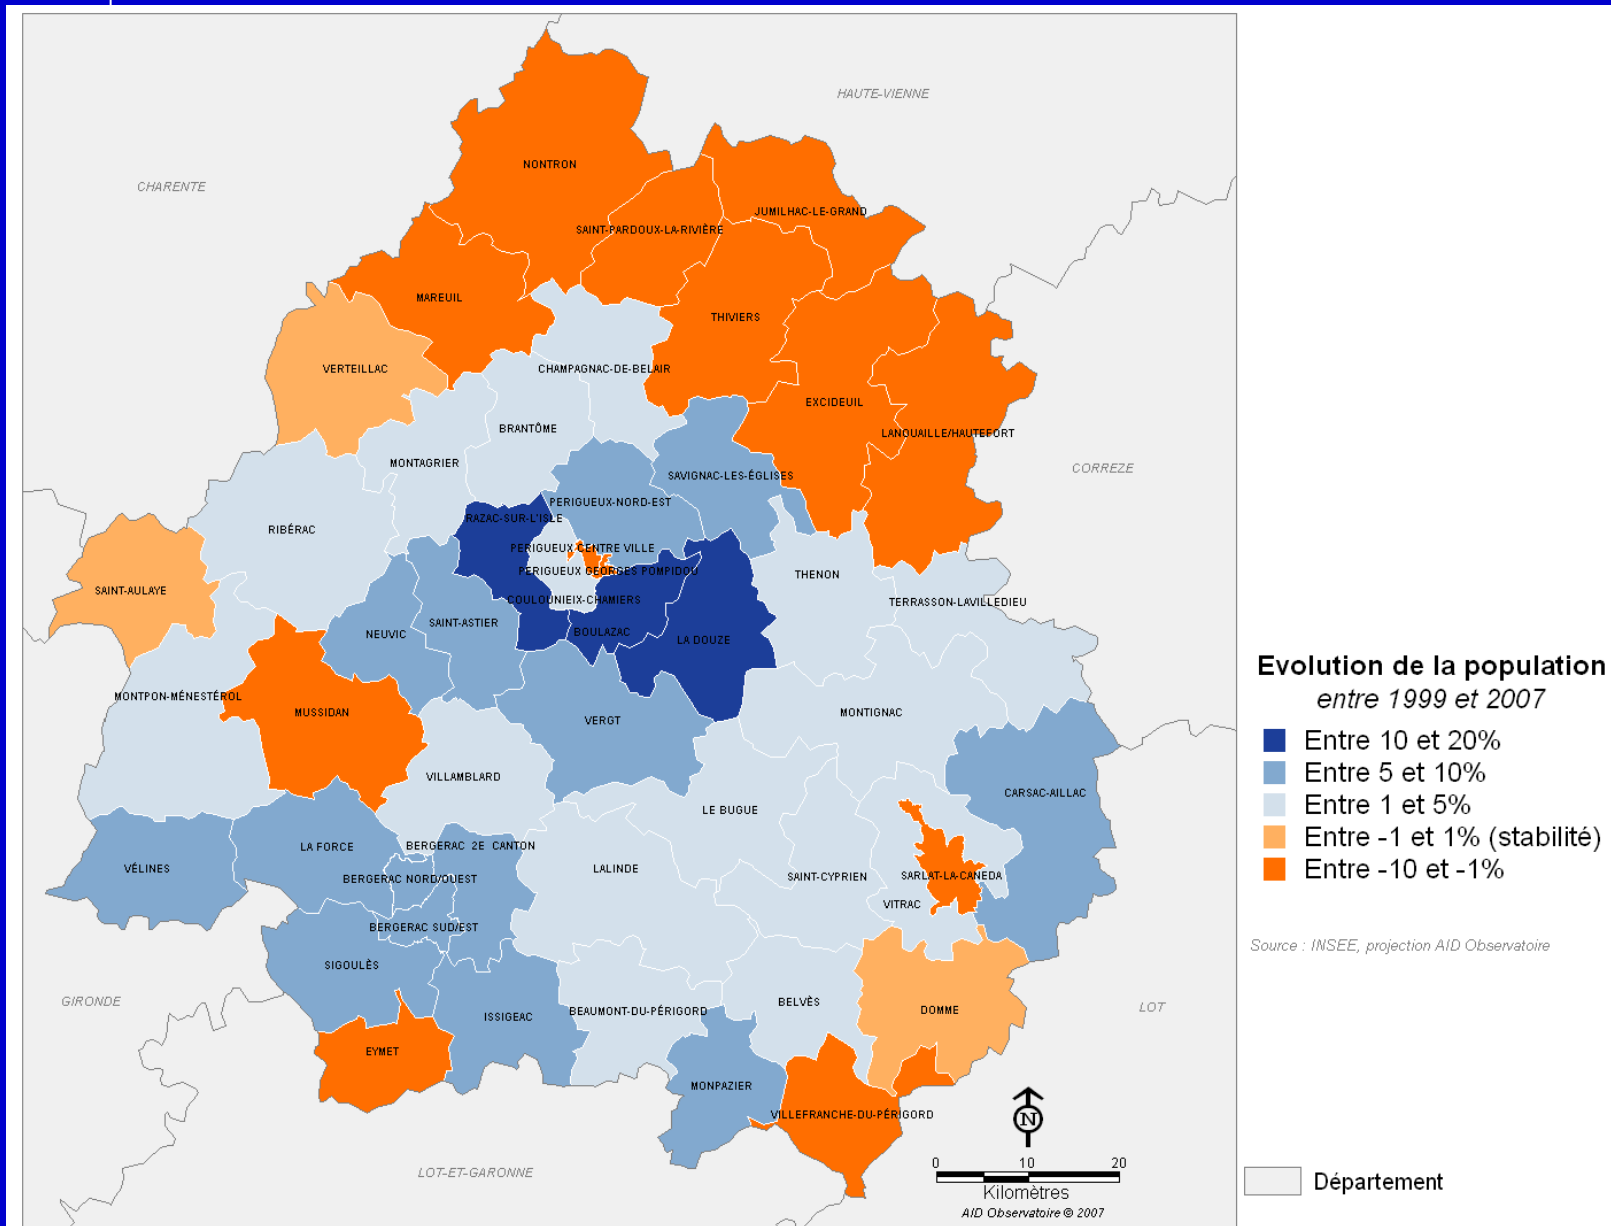 HAUTE-VIENNE
NONTRON
CHARENTE
JUMILHAC-LE-GRAND
SAINT-PARDOUX-LA-RIVIÈRE
MAREUIL
THIVIERS
VERTEILLAC
CHAMPAGNAC-DE-BELAIR
EXCIDEUIL
BRANTÔME
LANOUAILLE/HAUTEFORT
MONTAGRIER
CORREZE
SAVIGNAC-LES-ÉGLISES
PERIGUEUX-NORD-EST
RAZAC-SUR-L'ISLE
RIBÉRAC
PERIGUEUX CENTRE VILLE
PERIGUEUX GEORGES POMPIDOU
THENON
SAINT-AULAYE
COULOUNIEIX-CHAMIERS
TERRASSON-LAVILLEDIEU
SAINT-ASTIER
NEUVIC
BOULAZAC
LA DOUZE
MONTPON-MÉNESTÉROL
MUSSIDAN
VERGT
MONTIGNAC
VILLAMBLARD
CARSAC-AILLAC
LE BUGUE
LA FORCE
BERGERAC 2E CANTON
VÉLINES
LALINDE
BERGERAC NORD/OUEST
SAINT-CYPRIEN
SARLAT-LA-CANEDA
VITRAC
BERGERAC SUD/EST
SIGOULÈS
GIRONDE
BELVÈS
LOT
DOMME
BEAUMONT-DU-PÉRIGORD
ISSIGEAC
EYMET
MONPAZIER
VILLEFRANCHE-DU-PÉRIGORD
LOT-ET-GARONNE
N
0 10 20
Kilomètres
AID Observatoire © 2007
Evolution de la population
entre 1999 et 2007
Entre 10 et 20%
Entre 5 et 10%
Entre 1 et 5%
Entre -1 et 1% (stabilité)
Entre -10 et -1%
Source : INSEE, projection AID Observatoire
Département